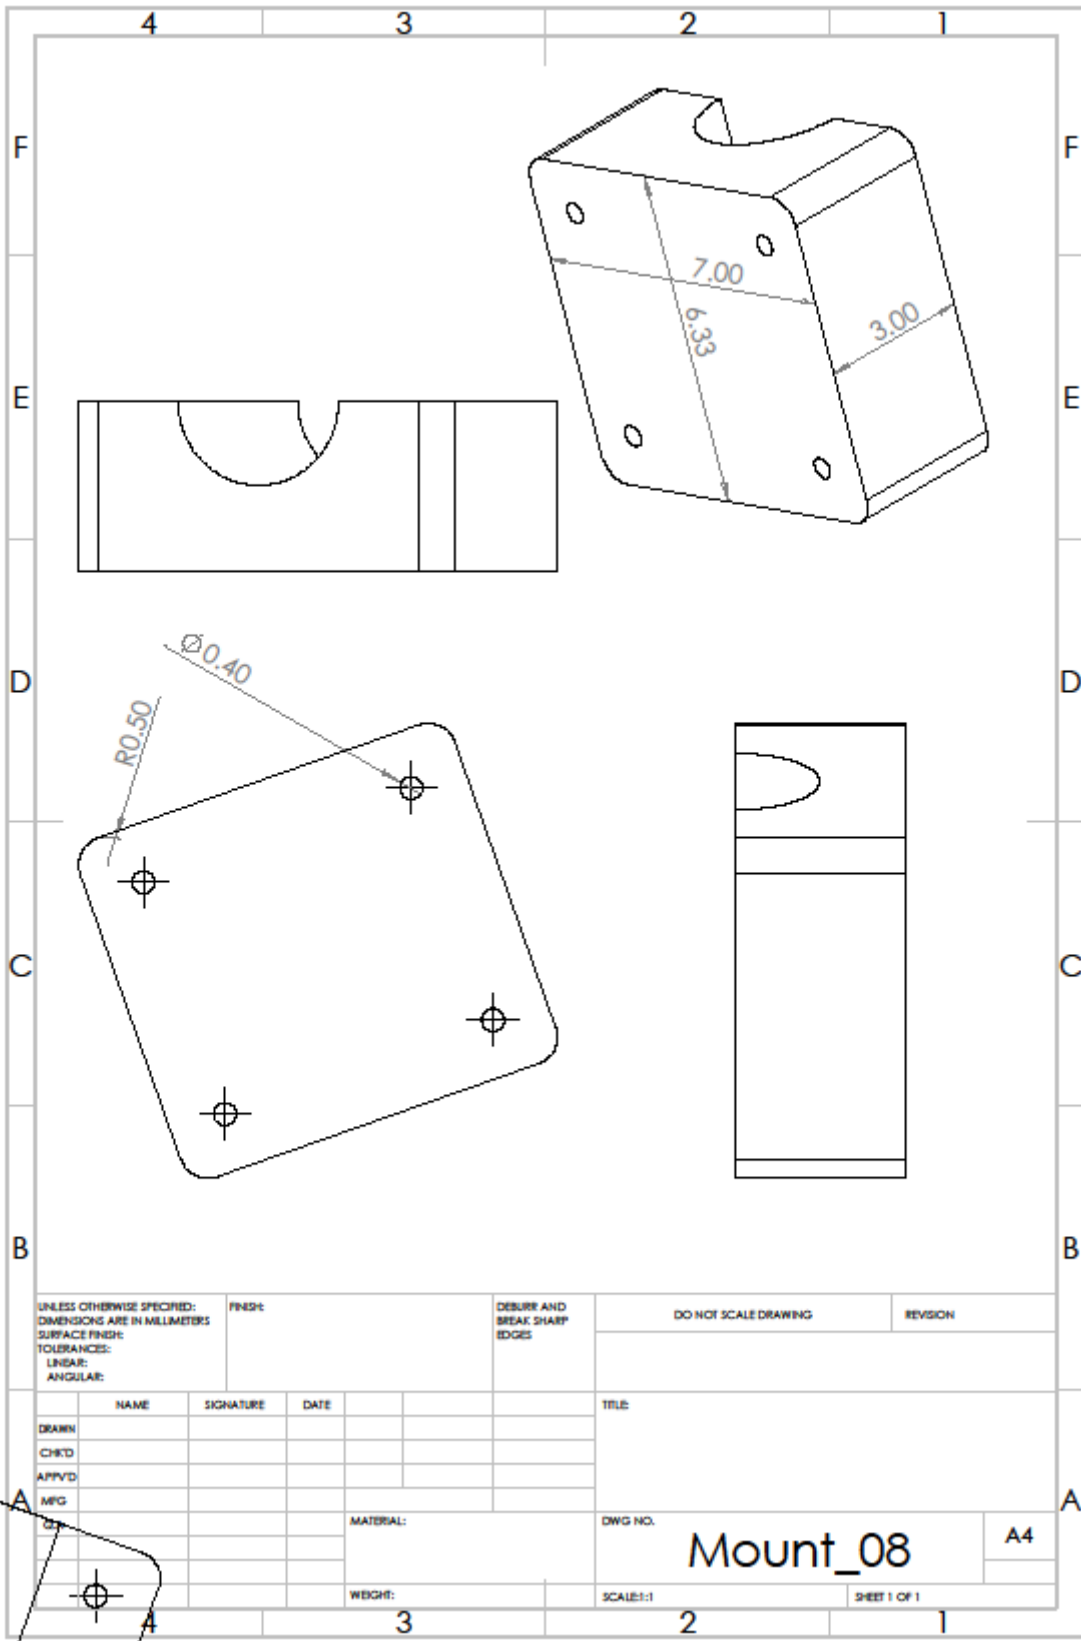 4 3 2 1
F F
7.00
6.33
3.00
E E
Ø0.40
R0.50
D D
C C
B B
UNLESS OTHERWISE SPECIFIED:
DIMENSIONS ARE IN MILLIMETERS
SURFACE FINISH:
TOLERANCES:
LINEAR:
ANGULAR:
FINISH:
DEBURR AND
BREAK SHARP
EDGES
DO NOT SCALE DRAWING
REVISION
NAME SIGNATURE DATE
TITLE:
DRAWN
CHK'D
APPV'D
MFG
A A
MATERIAL:
DWG NO.
Mount_08
A4
WEIGHT:
SCALE:1:1
SHEET 1 OF 1
4 3 2 1